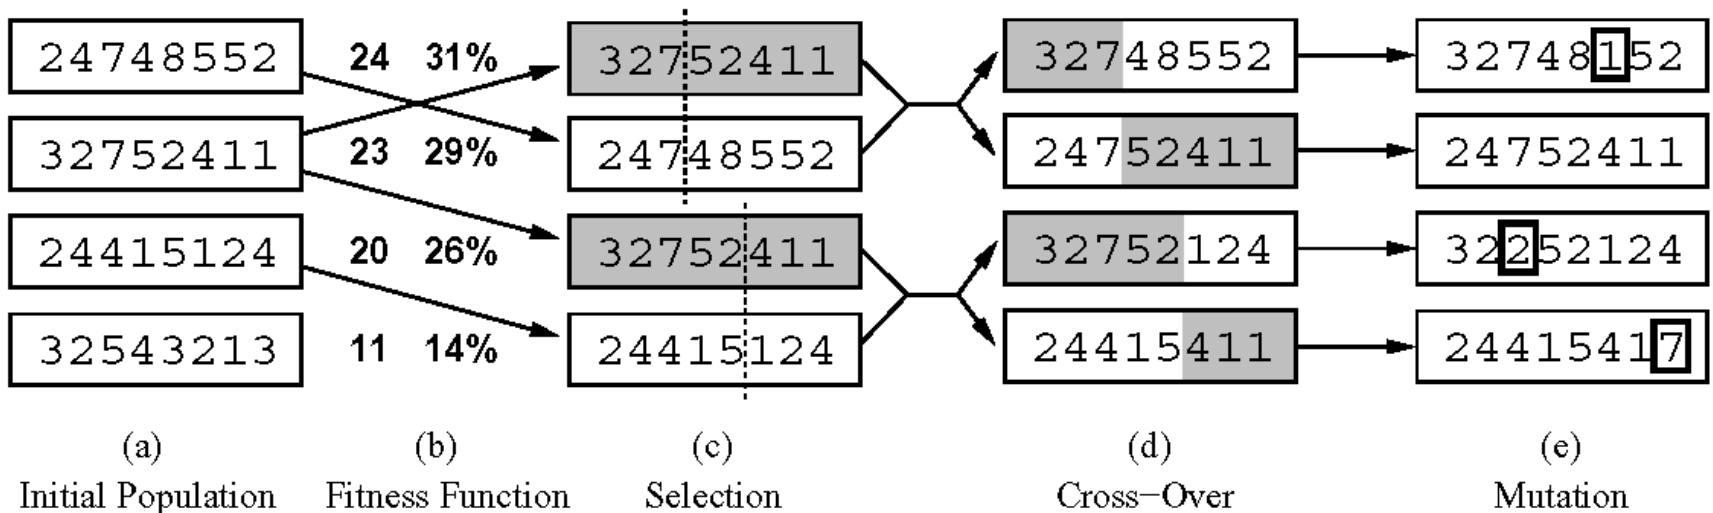 24748552 24 31% 32752411 32748552 32748152
32752411 23 29% 24748552 24752411 24752411
24415124 20 26% 32752411 32752124 32252124
32543213 11 14% 24415124 24415411 24415417
(a) (b) (c) (d) (e)
Initial Population Fitness Function Selection Cross−Over Mutation